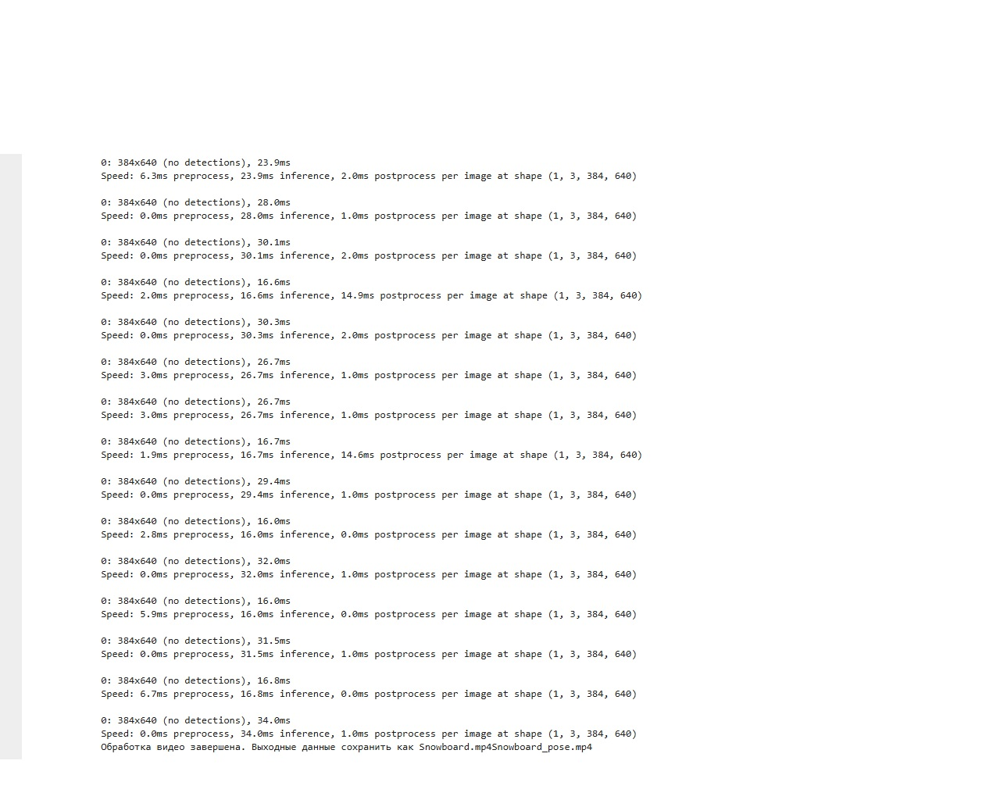 0: 384x640 (no detections), 23.9ms
Speed: 6.3ms preprocess, 23.9ms inference, 2.0ms postprocess per image at shape (1, 3, 384, 640)
0: 384x640 (no detections), 28.0ms
Speed: 0.0ms preprocess, 28.0ms inference, 1.0ms postprocess per image at shape (1, 3, 384, 640)
0: 384x640 (no detections), 30.1ms
Speed: 0.0ms preprocess, 30.1ms inference, 2.0ms postprocess per image at shape (1, 3, 384, 640)
0: 384x640 (no detections), 16.6ms
Speed: 2.0ms preprocess, 16.6ms inference, 14.9ms postprocess per image at shape (1, 3, 384, 640)
0: 384x640 (no detections), 30.3ms
Speed: 0.0ms preprocess, 30.3ms inference, 2.0ms postprocess per image at shape (1, 3, 384, 640)
0: 384x640 (no detections), 26.7ms
Speed: 3.0ms preprocess, 26.7ms inference, 1.0ms postprocess per image at shape (1, 3, 384, 640)
0: 384x640 (no detections), 26.7ms
Speed: 3.0ms preprocess, 26.7ms inference, 1.0ms postprocess per image at shape (1, 3, 384, 640)
0: 384x640 (no detections), 16.7ms
Speed: 1.9ms preprocess, 16.7ms inference, 14.6ms postprocess per image at shape (1, 3, 384, 640)
0: 384x640 (no detections), 29.4ms
Speed: 0.0ms preprocess, 29.4ms inference, 1.0ms postprocess per image at shape (1, 3, 384, 640)
0: 384x640 (no detections), 16.0ms
Speed: 2.8ms preprocess, 16.0ms inference, 0.0ms postprocess per image at shape (1, 3, 384, 640)
0: 384x640 (no detections), 32.0ms
Speed: 0.0ms preprocess, 32.0ms inference, 1.0ms postprocess per image at shape (1, 3, 384, 640)
0: 384x640 (no detections), 16.0ms
Speed: 5.9ms preprocess, 16.0ms inference, 0.0ms postprocess per image at shape (1, 3, 384, 640)
0: 384x640 (no detections), 31.5ms
Speed: 0.0ms preprocess, 31.5ms inference, 1.0ms postprocess per image at shape (1, 3, 384, 640)
0: 384x640 (no detections), 16.8ms
Speed: 6.7ms preprocess, 16.8ms inference, 0.0ms postprocess per image at shape (1, 3, 384, 640)
0: 384x640 (no detections), 34.0ms
Speed: 0.0ms preprocess, 34.0ms inference, 1.0ms postprocess per image at shape (1, 3, 384, 640)
Обработка видео завершена. Выходные данные сохранить как Snowboard.mp4Snowboard_pose.mp4